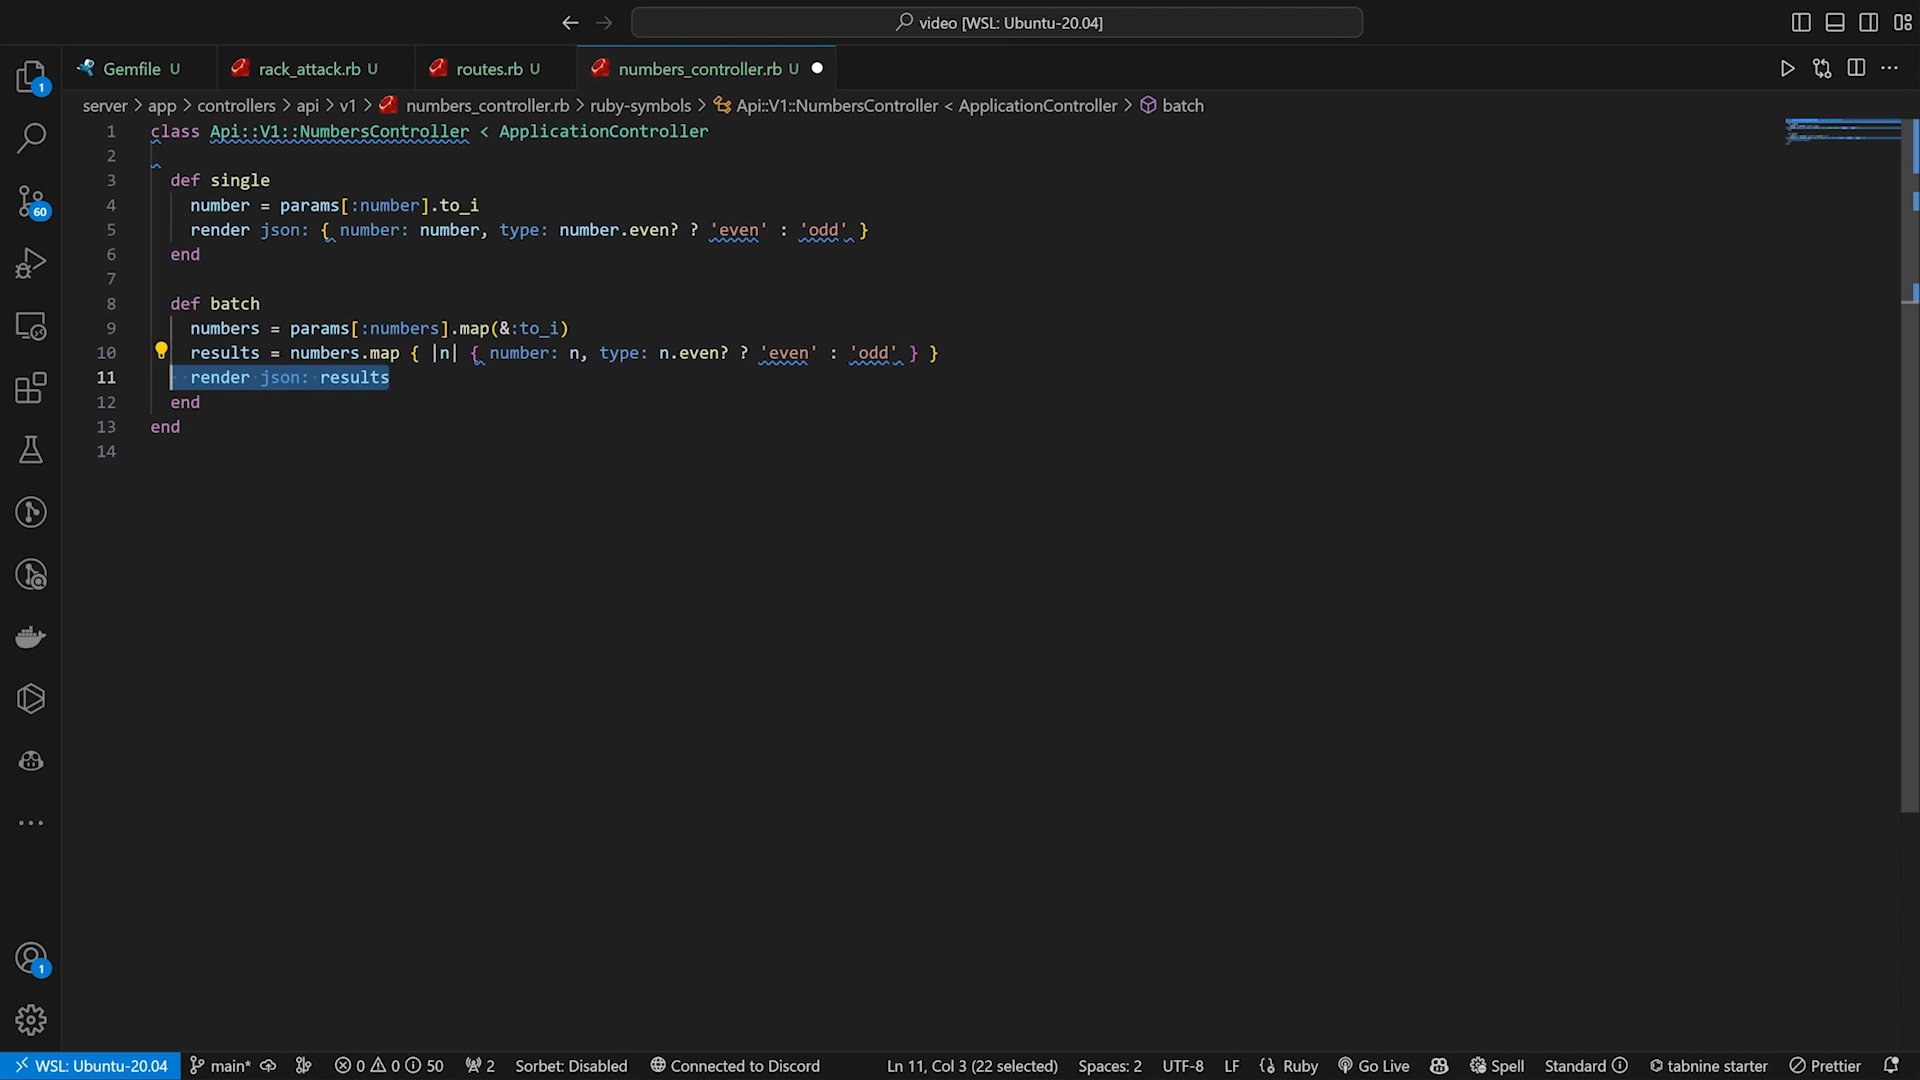 video [WSL: Ubuntu-20.04]
Gemfile U
rack_attack.rb U
routes.rb U
numbers_controller.rb U
server > app > controllers > api > v1 > numbers_controller.rb > ruby-symbols > Api::V1::NumbersController < ApplicationController > batch
1 class Api::V1::NumbersController < ApplicationController
2
3 def single
4 number = params[:number].to_i
5 render json: { number: number, type: number.even? ? 'even' : 'odd' }
6 end
7
8 def batch
9 numbers = params[:numbers].map(&:to_i)
10 results = numbers.map { |n| { number: n, type: n.even? ? 'even' : 'odd' } }
11 render json: results
12 end
13 end
14
1
60
1
WSL: Ubuntu-20.04 main* 0 0 50 2 Sorbet: Disabled Connected to Discord Ln 11, Col 3 (22 selected) Spaces: 2 UTF-8 LF {} Ruby Go Live Spell Standard tabnine starter Prettier